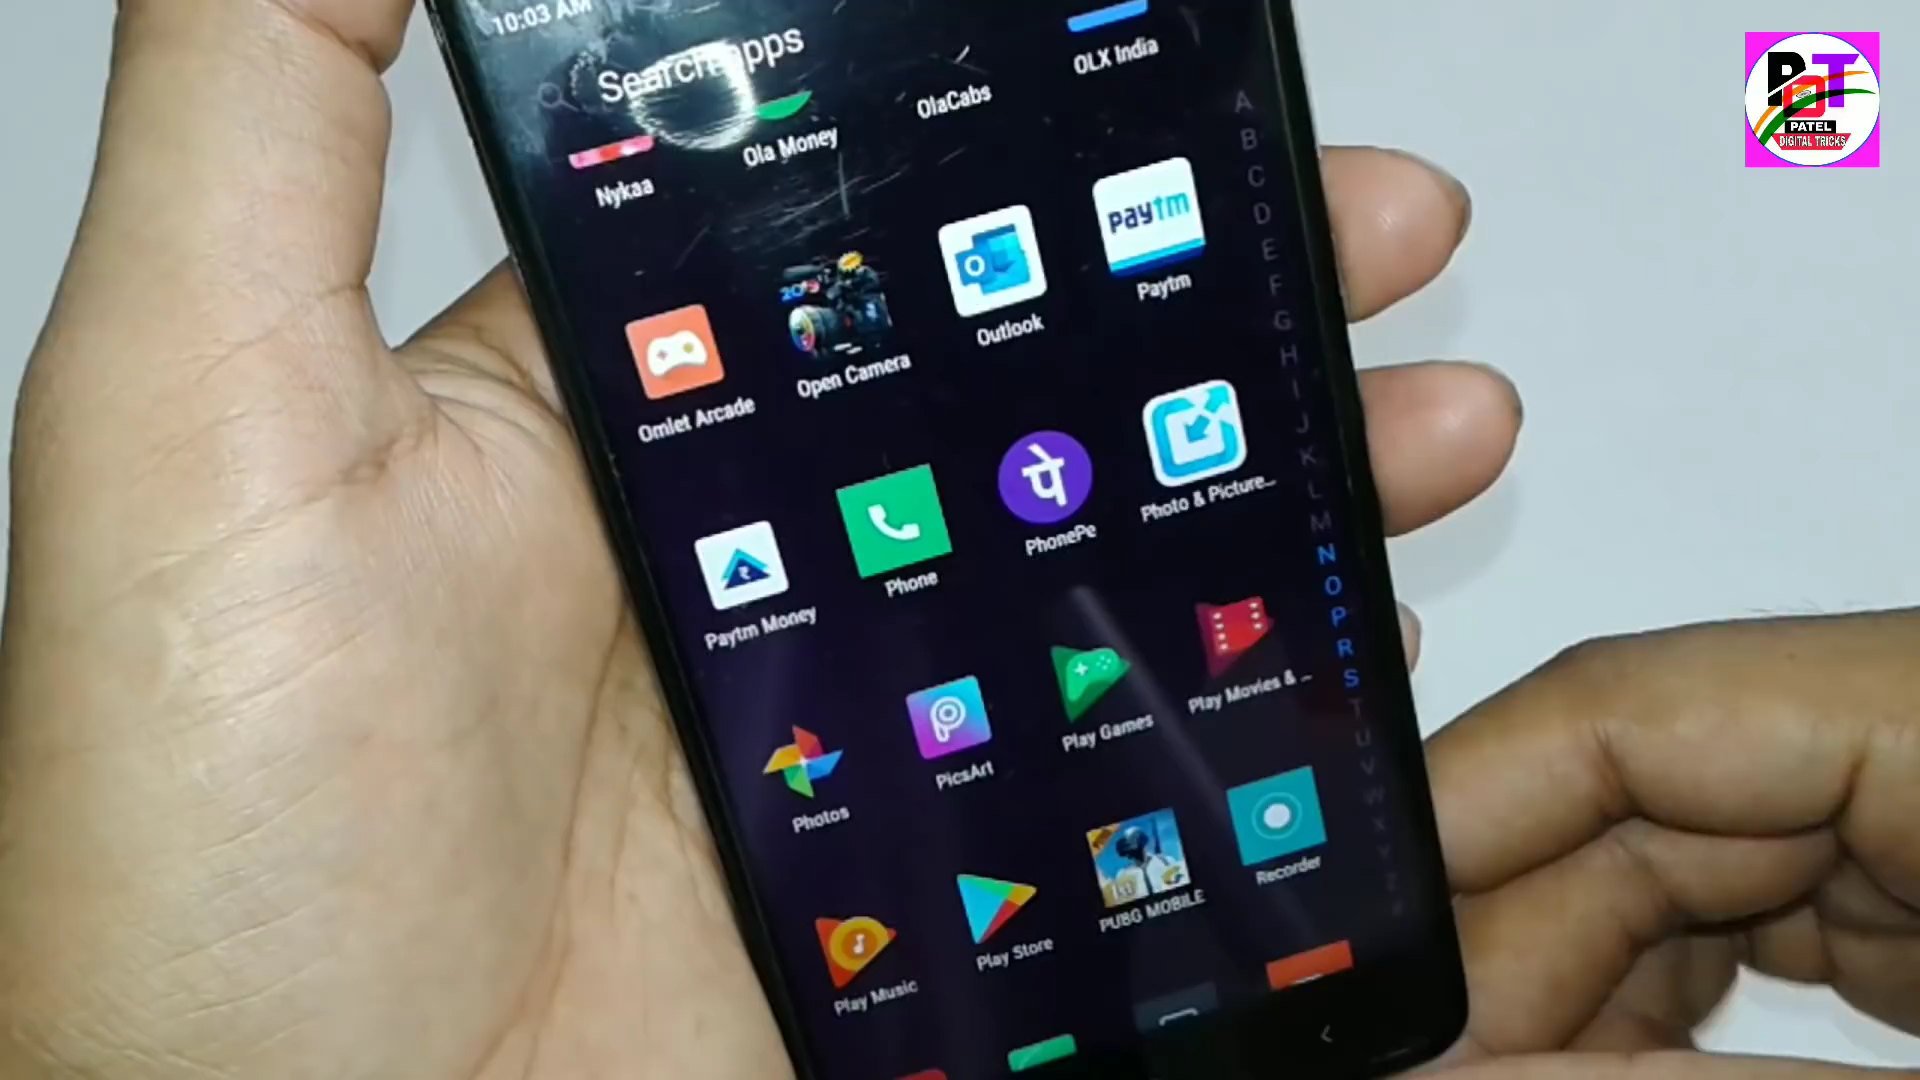 10:03 AM
Search apps
Nykaa
Ola Money
OlaCabs
OLX India
Omlet Arcade
Open Camera
Outlook
paytm
Paytm
Paytm Money
Phone
पे
PhonePe
Photo & Picture...
Photos
PicsArt
Play Games
Play Movies & ...
Play Music
Play Store
PUBG MOBILE
Recorder
A
B
C
D
E
F
G
H
I
J
K
L
M
N
O
P
R
S
T
U
V
W
X
Y
Z
#
PDT
PATEL
DIGITAL TRICKS